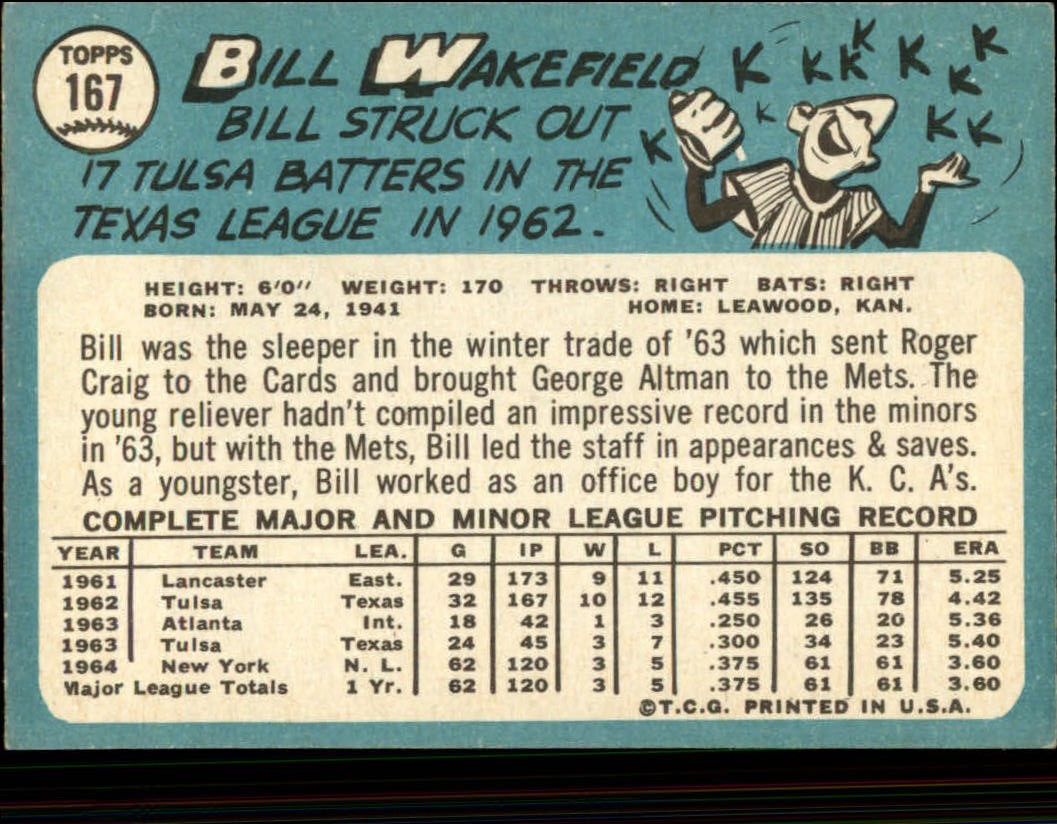 TOPPS
167
BILL WAKEFIELD
BILL STRUCK OUT
17 TULSA BATTERS IN THE
TEXAS LEAGUE IN 1962.
K K K K K K K K K K K
HEIGHT: 6'0" WEIGHT: 170 THROWS: RIGHT BATS: RIGHT
BORN: MAY 24, 1941 HOME: LEAWOOD, KAN.
Bill was the sleeper in the winter trade of '63 which sent Roger
Craig to the Cards and brought George Altman to the Mets. The
young reliever hadn't compiled an impressive record in the minors
in '63, but with the Mets, Bill led the staff in appearances & saves.
As a youngster, Bill worked as an office boy for the K. C. A's.
COMPLETE MAJOR AND MINOR LEAGUE PITCHING RECORD
YEAR TEAM LEA. G IP W L PCT SO BB ERA
1961 Lancaster East. 29 173 9 11 .450 124 71 5.25
1962 Tulsa Texas 32 167 10 12 .455 135 78 4.42
1963 Atlanta Int. 18 42 1 3 .250 26 20 5.36
1963 Tulsa Texas 24 45 3 7 .300 34 23 5.40
1964 New York N. L. 62 120 3 5 .375 61 61 3.60
Major League Totals 1 Yr. 62 120 3 5 .375 61 61 3.60
©T.C.G. PRINTED IN U.S.A.